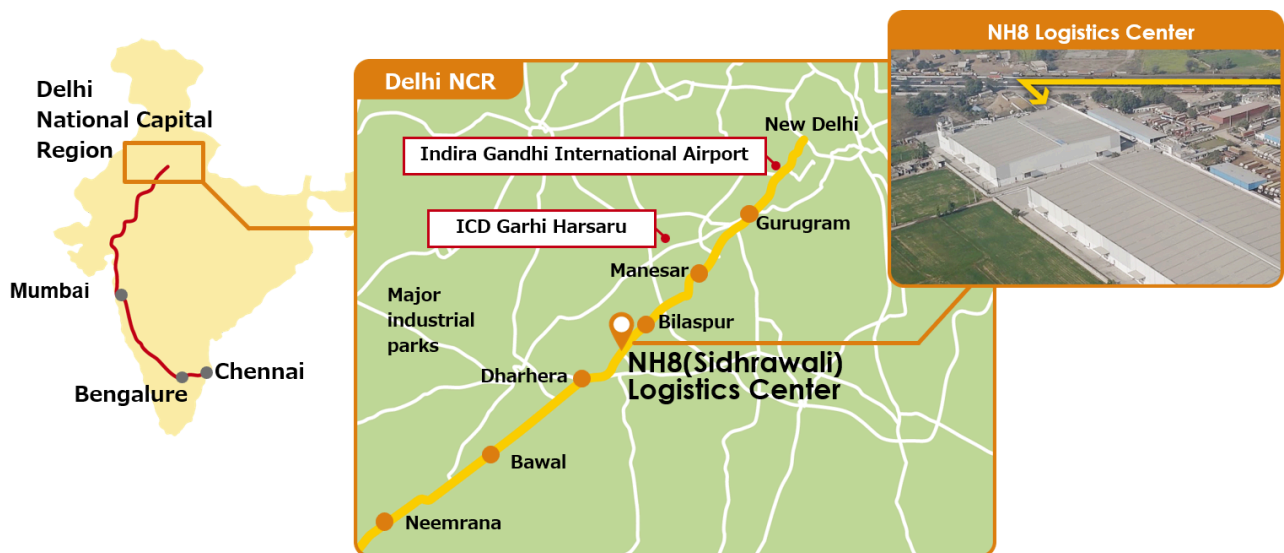 Delhi
National Capital
Region
Mumbai
Bengalure
Chennai
Delhi NCR
New Delhi
Indira Gandhi International Airport
Gurugram
ICD Garhi Harsaru
Manesar
Major
industrial
parks
Bilaspur
NH8(Sidhrawali)
Logistics Center
Dharhera
Bawal
Neemrana
NH8 Logistics Center